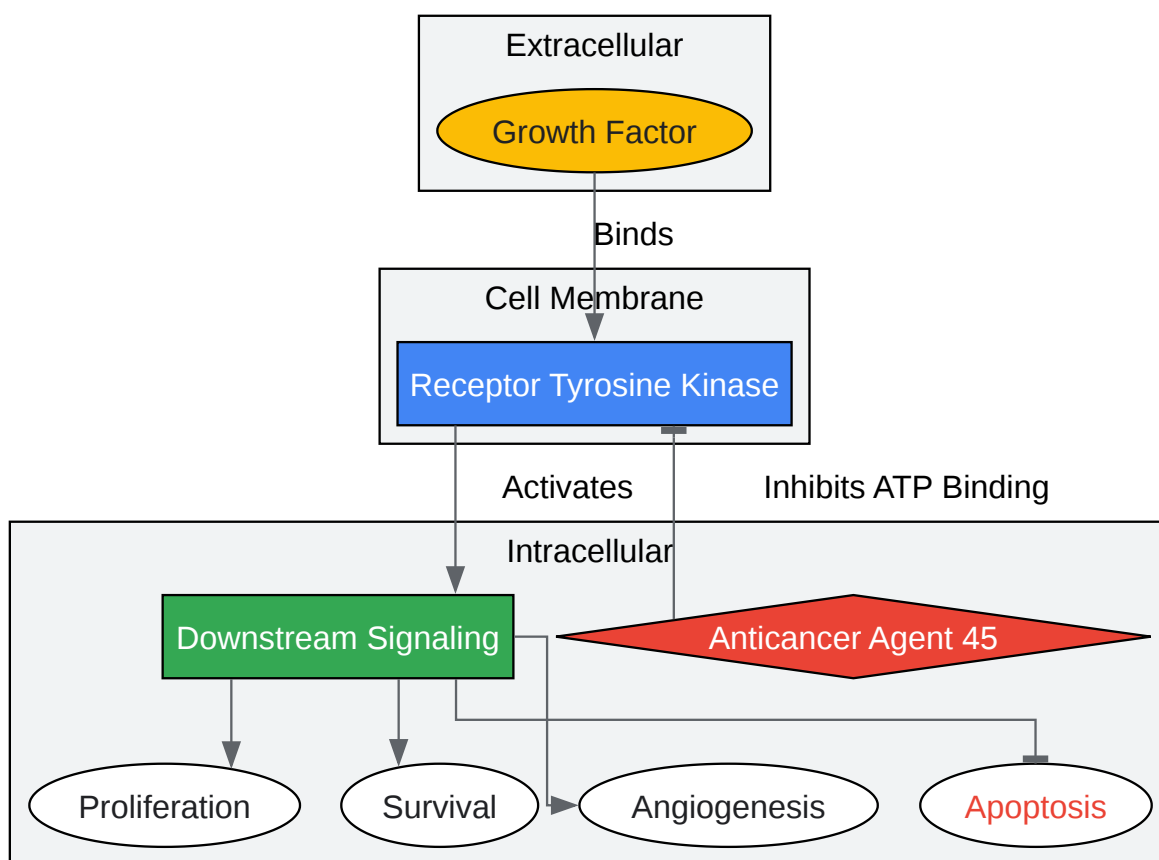 Extracellular
Growth Factor
Binds
Cell Membrane
Receptor Tyrosine Kinase
Activates
Inhibits ATP Binding
Intracellular
Downstream Signaling
Anticancer Agent 45
Proliferation
Survival
Angiogenesis
Apoptosis